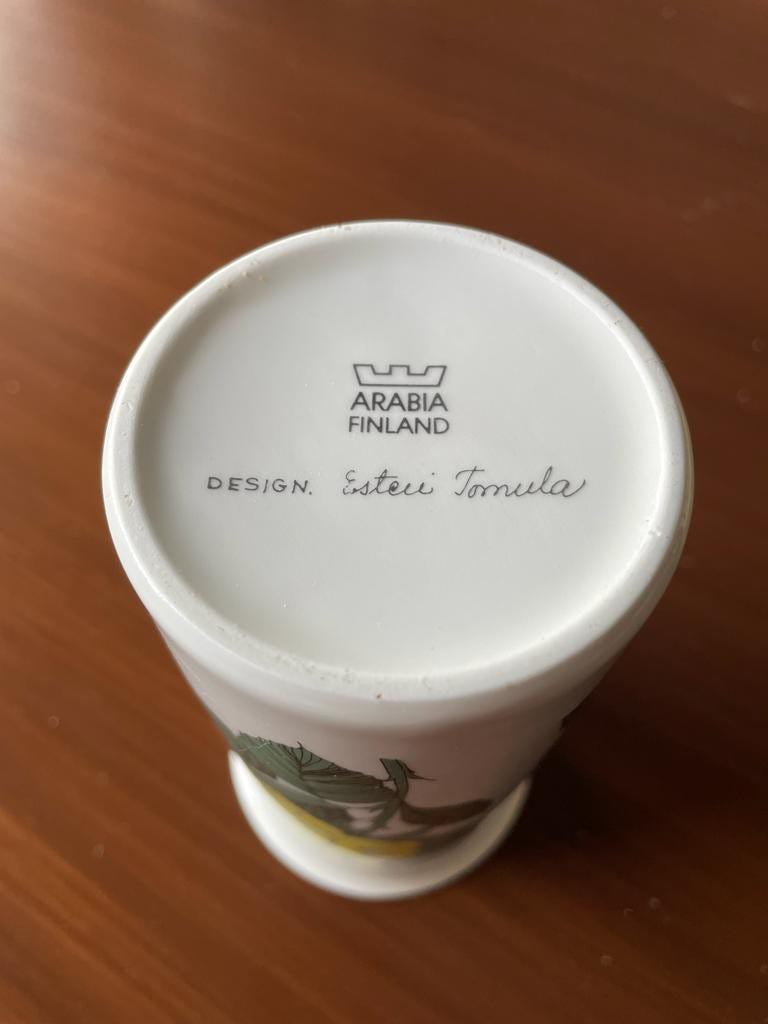 ARABIA
FINLAND
DESIGN. Esteri Tomula